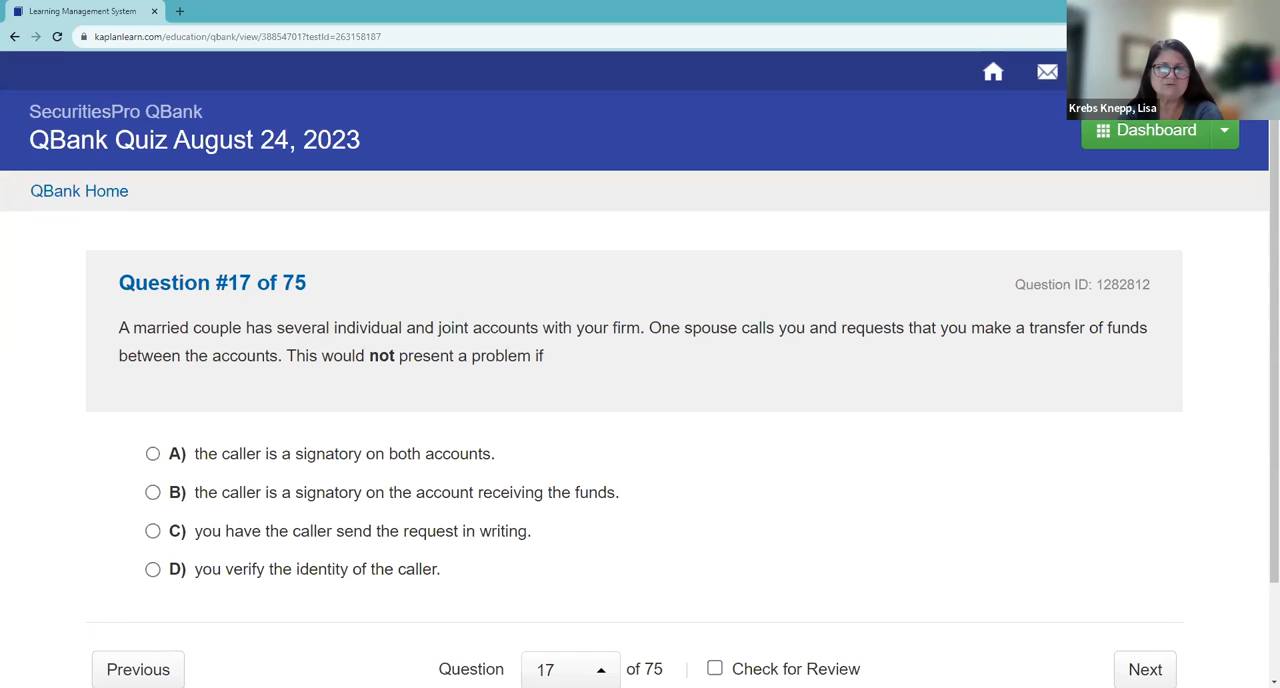 Learning Management System
kaplanlearn.com/education/qbank/view/38854701?testId=263158187
Krebs Knepp, Lisa
SecuritiesPro QBank
QBank Quiz August 24, 2023
Dashboard
QBank Home
Question #17 of 75
Question ID: 1282812
A married couple has several individual and joint accounts with your firm. One spouse calls you and requests that you make a transfer of funds
between the accounts. This would not present a problem if
A) the caller is a signatory on both accounts.
B) the caller is a signatory on the account receiving the funds.
C) you have the caller send the request in writing.
D) you verify the identity of the caller.
Previous
Question 17 of 75
Check for Review
Next